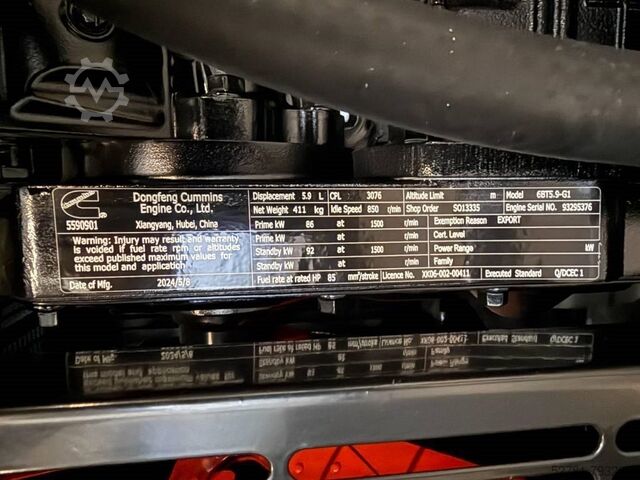 Dongfeng Cummins
Engine Co., Ltd.
5590901 Xiangyang, Hubei, China
Warning: Injury may result and warranty
is voided if fuel rate rpm or altitudes
exceed published maximum values for
this model and application
Date of Mfg. 2024/5/8
Displacement 5.9 L CPL 3076 Altitude Limit m Model 6BT5.9-G1
Net Weight 411 kg Idle Speed 850 r/min Shop Order SO13335 Engine Serial NO. 93295376
Prime kW 86 at 1500 r/min Exemption Reason EXPORT
Prime kW at r/min Cert. Level
Standby kW 92 at 1500 r/min Power Range kW
Standby kW at r/min Family
Fuel rate at rated HP 85 mm³/stroke Licence No. XK06-002-00411 Executed Standard Q/DCEC 1